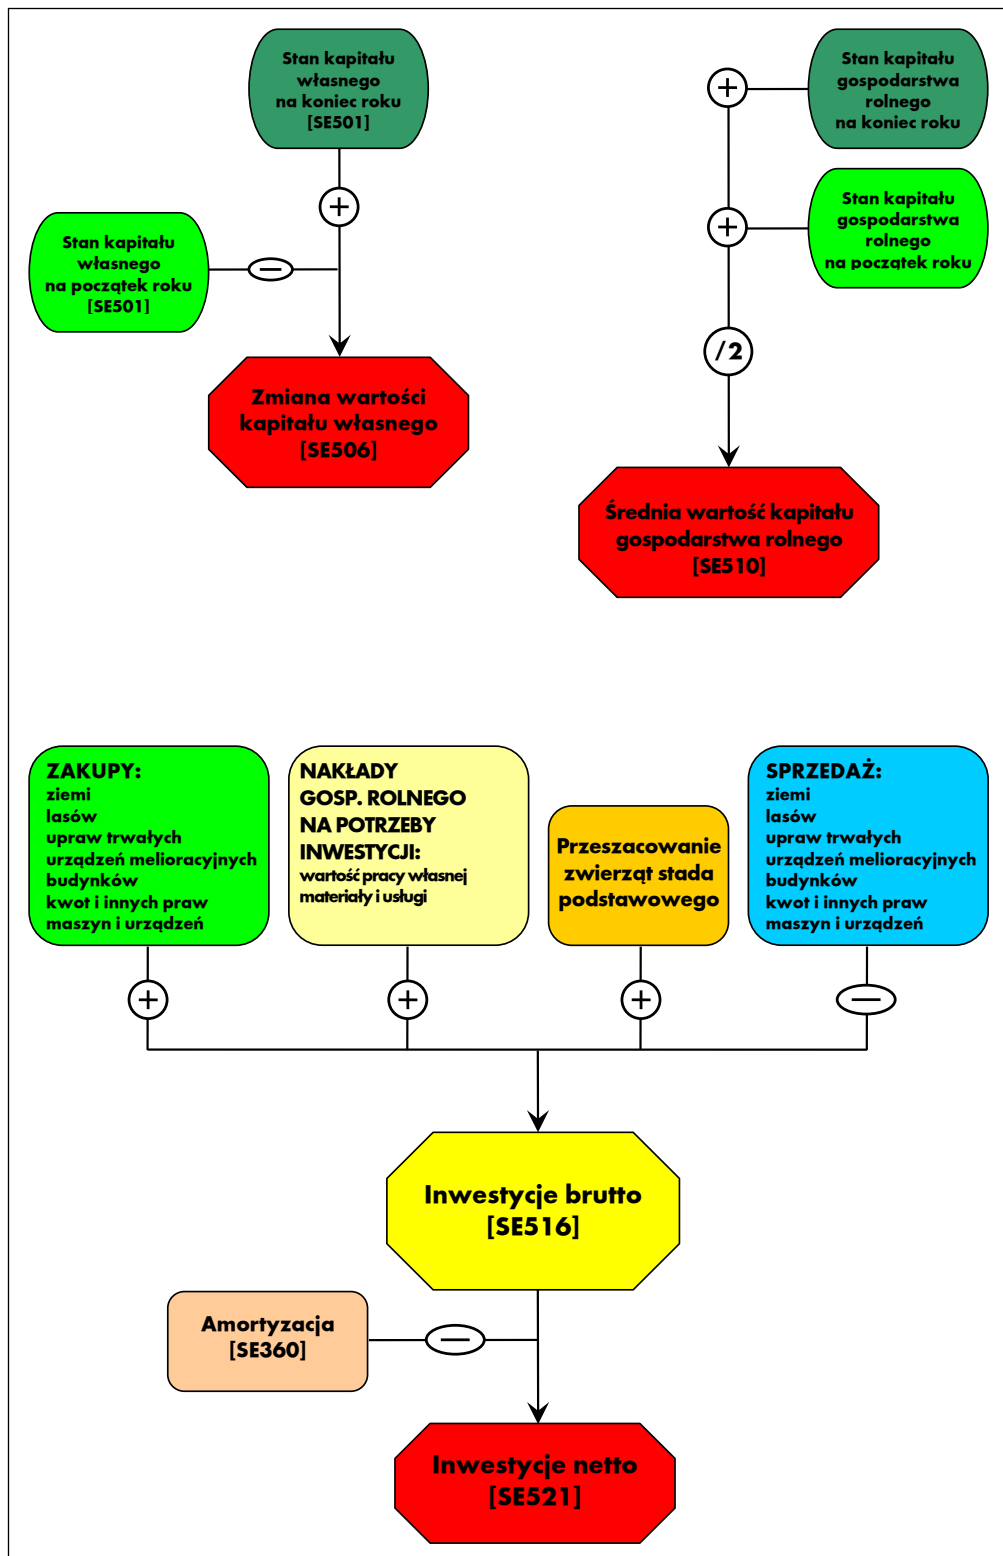 Stan kapitału
własnego
na koniec roku
[SE501]
+
Stan kapitału
własnego
na początek roku
[SE501]
−
Zmiana wartości
kapitału własnego
[SE506]
Stan kapitału
gospodarstwa
rolnego
na koniec roku
+
Stan kapitału
gospodarstwa
rolnego
na początek roku
+
/2
Średnia wartość kapitału
gospodarstwa rolnego
[SE510]
ZAKUPY:
ziemi
lasów
upraw trwałych
urządzeń melioracyjnych
budynków
kwot i innych praw
maszyn i urządzeń
NAKŁADY
GOSP. ROLNEGO
NA POTRZEBY
INWESTYCJI:
wartość pracy własnej
materiały i usługi
Przeszacowanie
zwierząt stada
podstawowego
SPRZEDAŻ:
ziemi
lasów
upraw trwałych
urządzeń melioracyjnych
budynków
kwot i innych praw
maszyn i urządzeń
+
+
+
−
Inwestycje brutto
[SE516]
Amortyzacja
[SE360]
−
Inwestycje netto
[SE521]